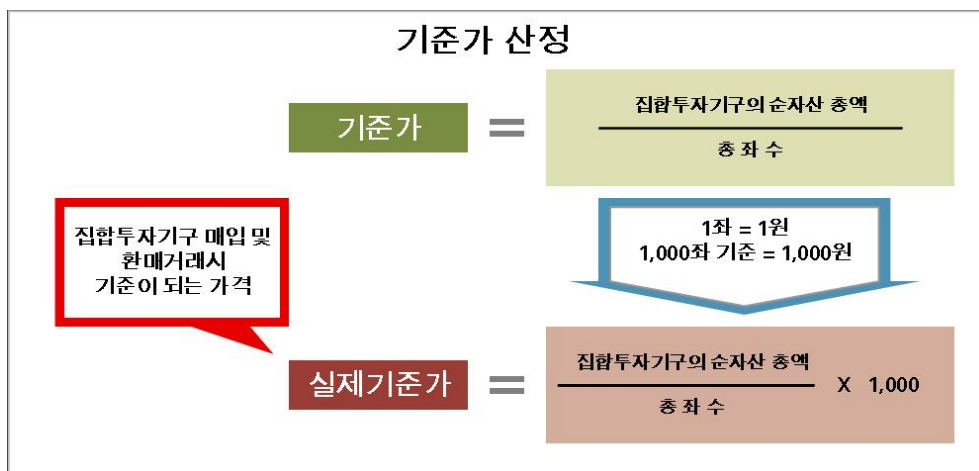 기준가 산정
기준가 = 집합투자기구의 순자산 총액
총 좌 수
집합투자기구 매입 및
환매거래시
기준이 되는 가격
1좌 = 1원
1,000좌 기준 = 1,000원
실제기준가 = 집합투자기구의 순자산 총액
총 좌 수
X 1,000